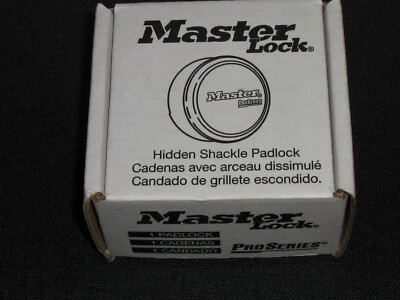 Master
Lock®
Master®
Hidden Shackle Padlock
Cadenas avec arceau dissimulé
Candado de grillete escondido.
Master
Lock®
1 PADLOCK
1 CADENAS
1 CANDADO
PROSERIES®